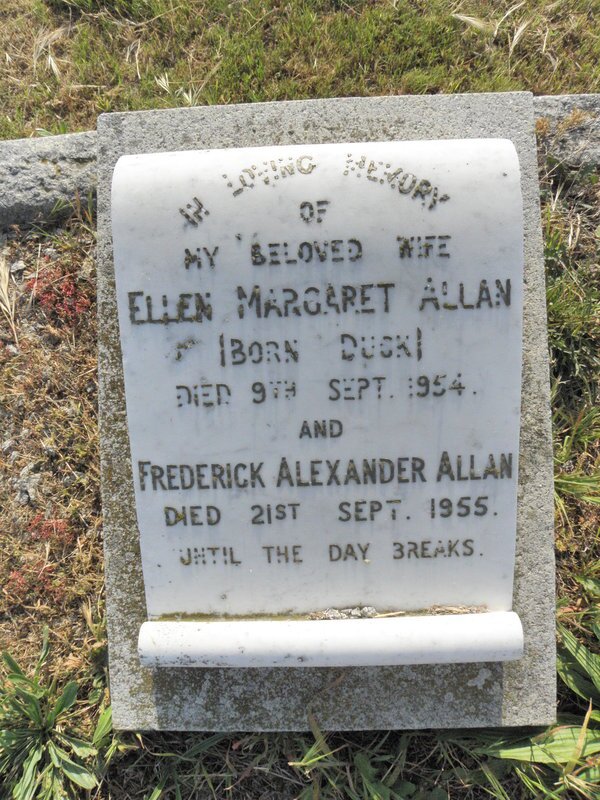 IN LOVING MEMORY
OF
MY BELOVED WIFE
ELLEN MARGARET ALLAN
(BORN DUCK)
DIED 9TH SEPT. 1954.
AND
FREDERICK ALEXANDER ALLAN
DIED 21ST SEPT. 1955.
UNTIL THE DAY BREAKS.